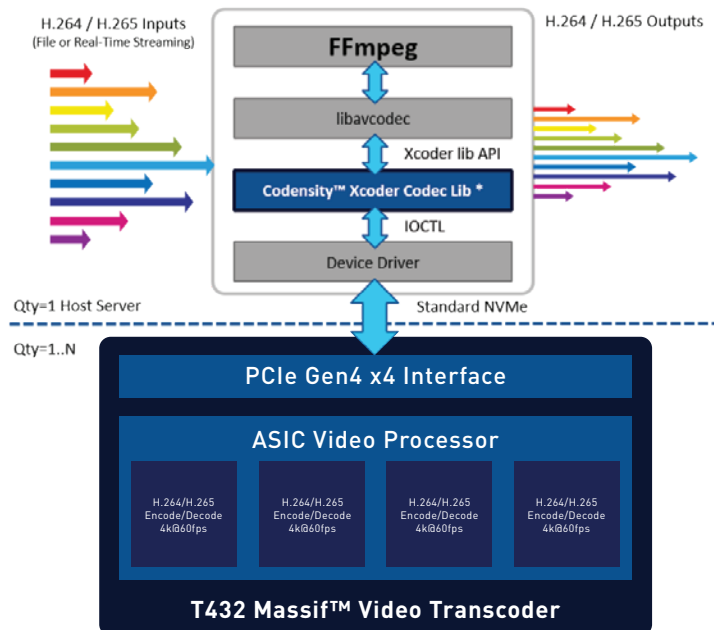 H.264 / H.265 Inputs
(File or Real-Time Streaming)
H.264 / H.265 Outputs
FFmpeg
libavcodec
Xcoder lib API
Codensity™ Xcoder Codec Lib *
IOCTL
Device Driver
Qty=1 Host Server
Standard NVMe
Qty=1..N
PCIe Gen4 x4 Interface
ASIC Video Processor
H.264/H.265
Encode/Decode
4k@60fps
H.264/H.265
Encode/Decode
4k@60fps
H.264/H.265
Encode/Decode
4k@60fps
H.264/H.265
Encode/Decode
4k@60fps
T432 Massif™ Video Transcoder